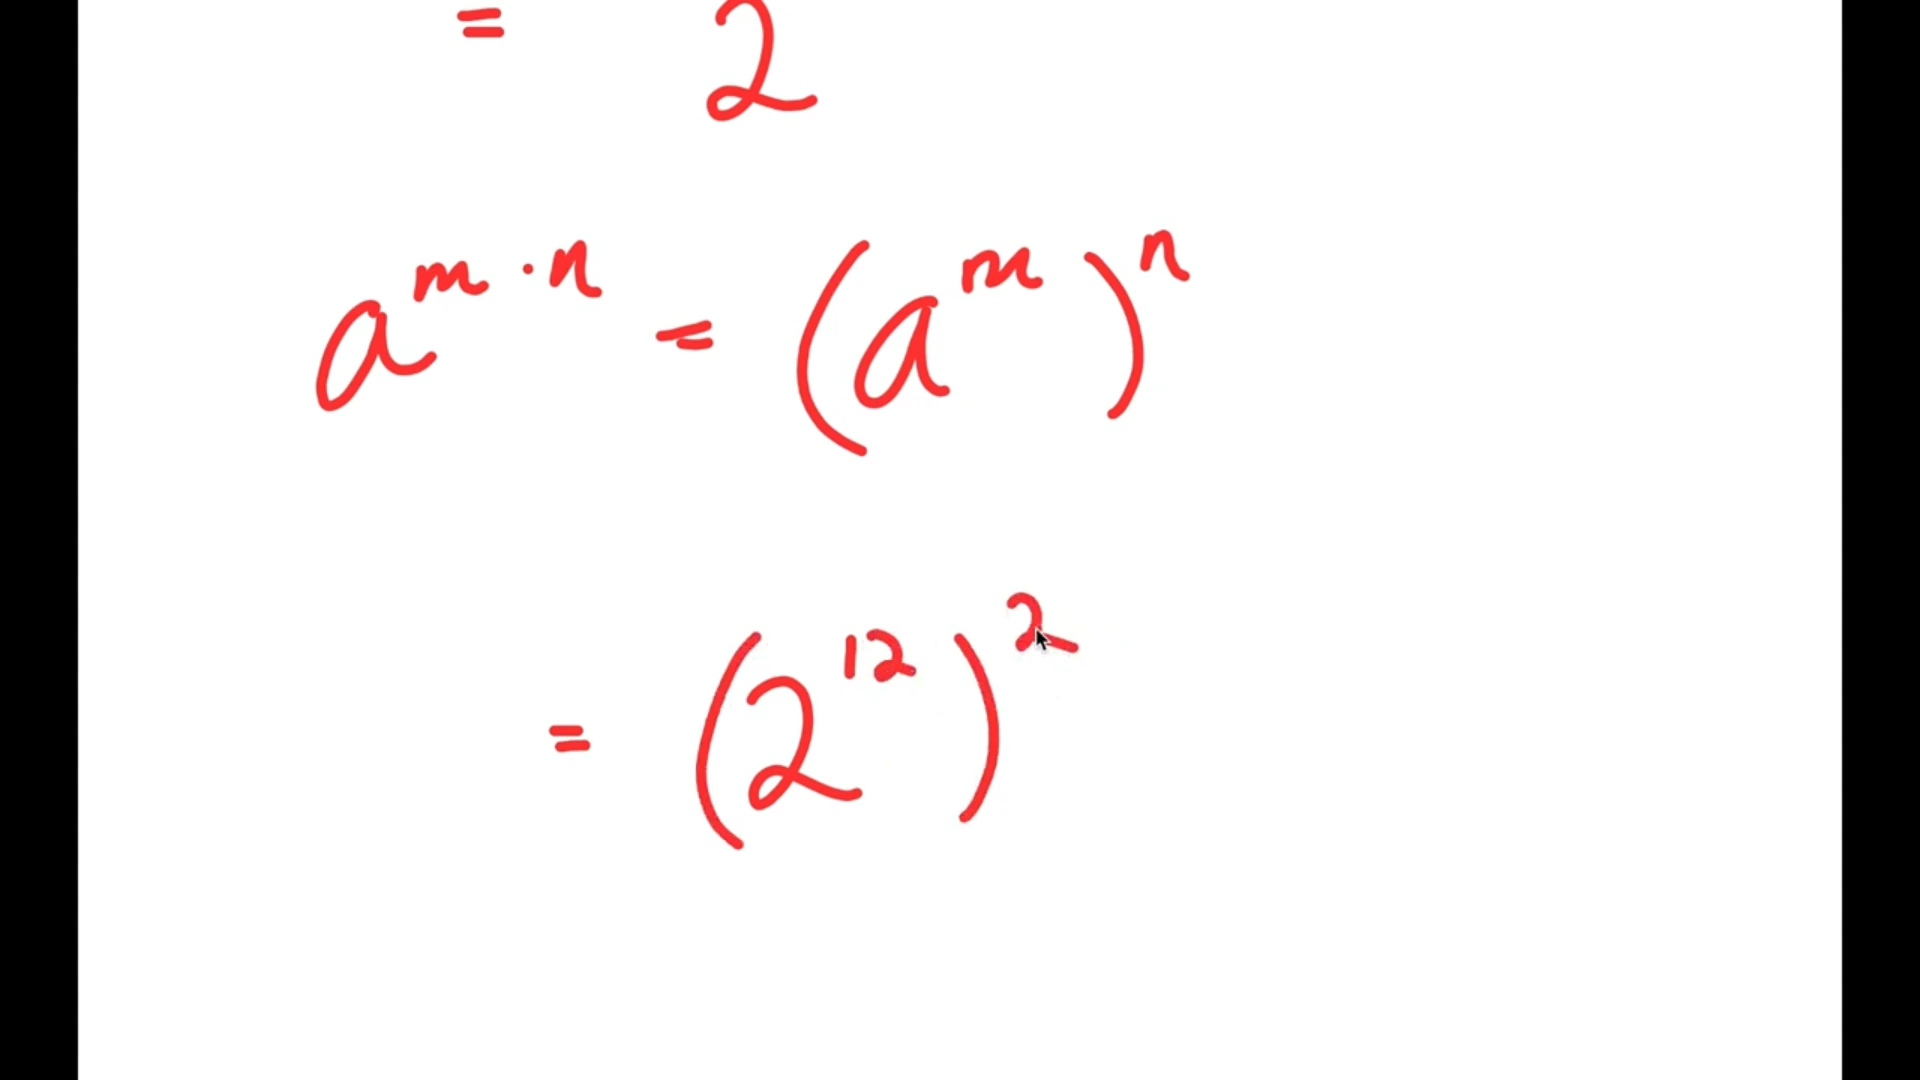 = 2
a^{m·n} = (a^m)^n
= (2^{12})^2